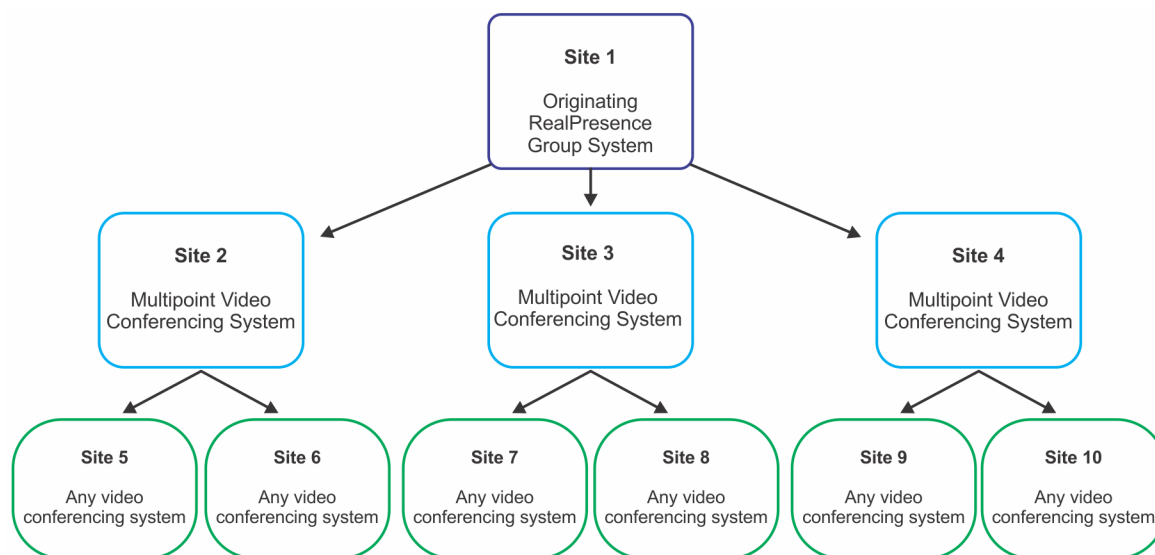 Site 1
Originating
RealPresence
Group System
Site 2
Multipoint Video
Conferencing System
Site 3
Multipoint Video
Conferencing System
Site 4
Multipoint Video
Conferencing System
Site 5
Any video
conferencing system
Site 6
Any video
conferencing system
Site 7
Any video
conferencing system
Site 8
Any video
conferencing system
Site 9
Any video
conferencing system
Site 10
Any video
conferencing system